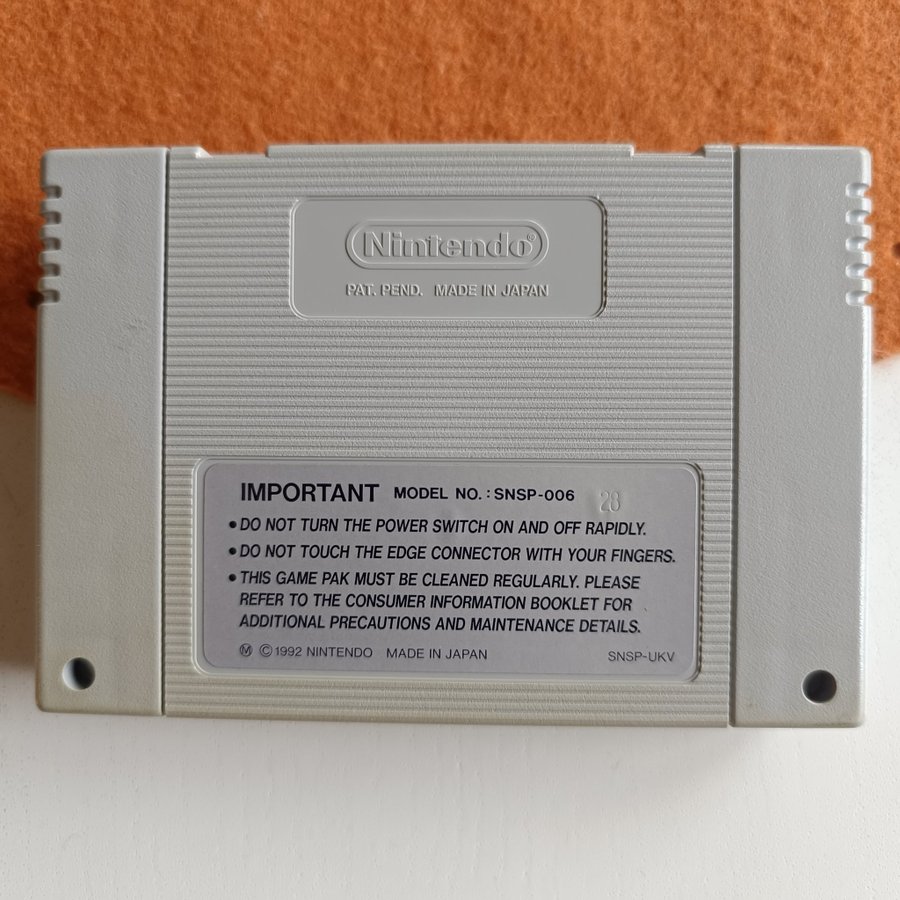 Nintendo®
PAT. PEND. MADE IN JAPAN
IMPORTANT MODEL NO. : SNSP-006 28
• DO NOT TURN THE POWER SWITCH ON AND OFF RAPIDLY.
• DO NOT TOUCH THE EDGE CONNECTOR WITH YOUR FINGERS.
• THIS GAME PAK MUST BE CLEANED REGULARLY. PLEASE
REFER TO THE CONSUMER INFORMATION BOOKLET FOR
ADDITIONAL PRECAUTIONS AND MAINTENANCE DETAILS.
Ⓜ © 1992 NINTENDO MADE IN JAPAN SNSP-UKV